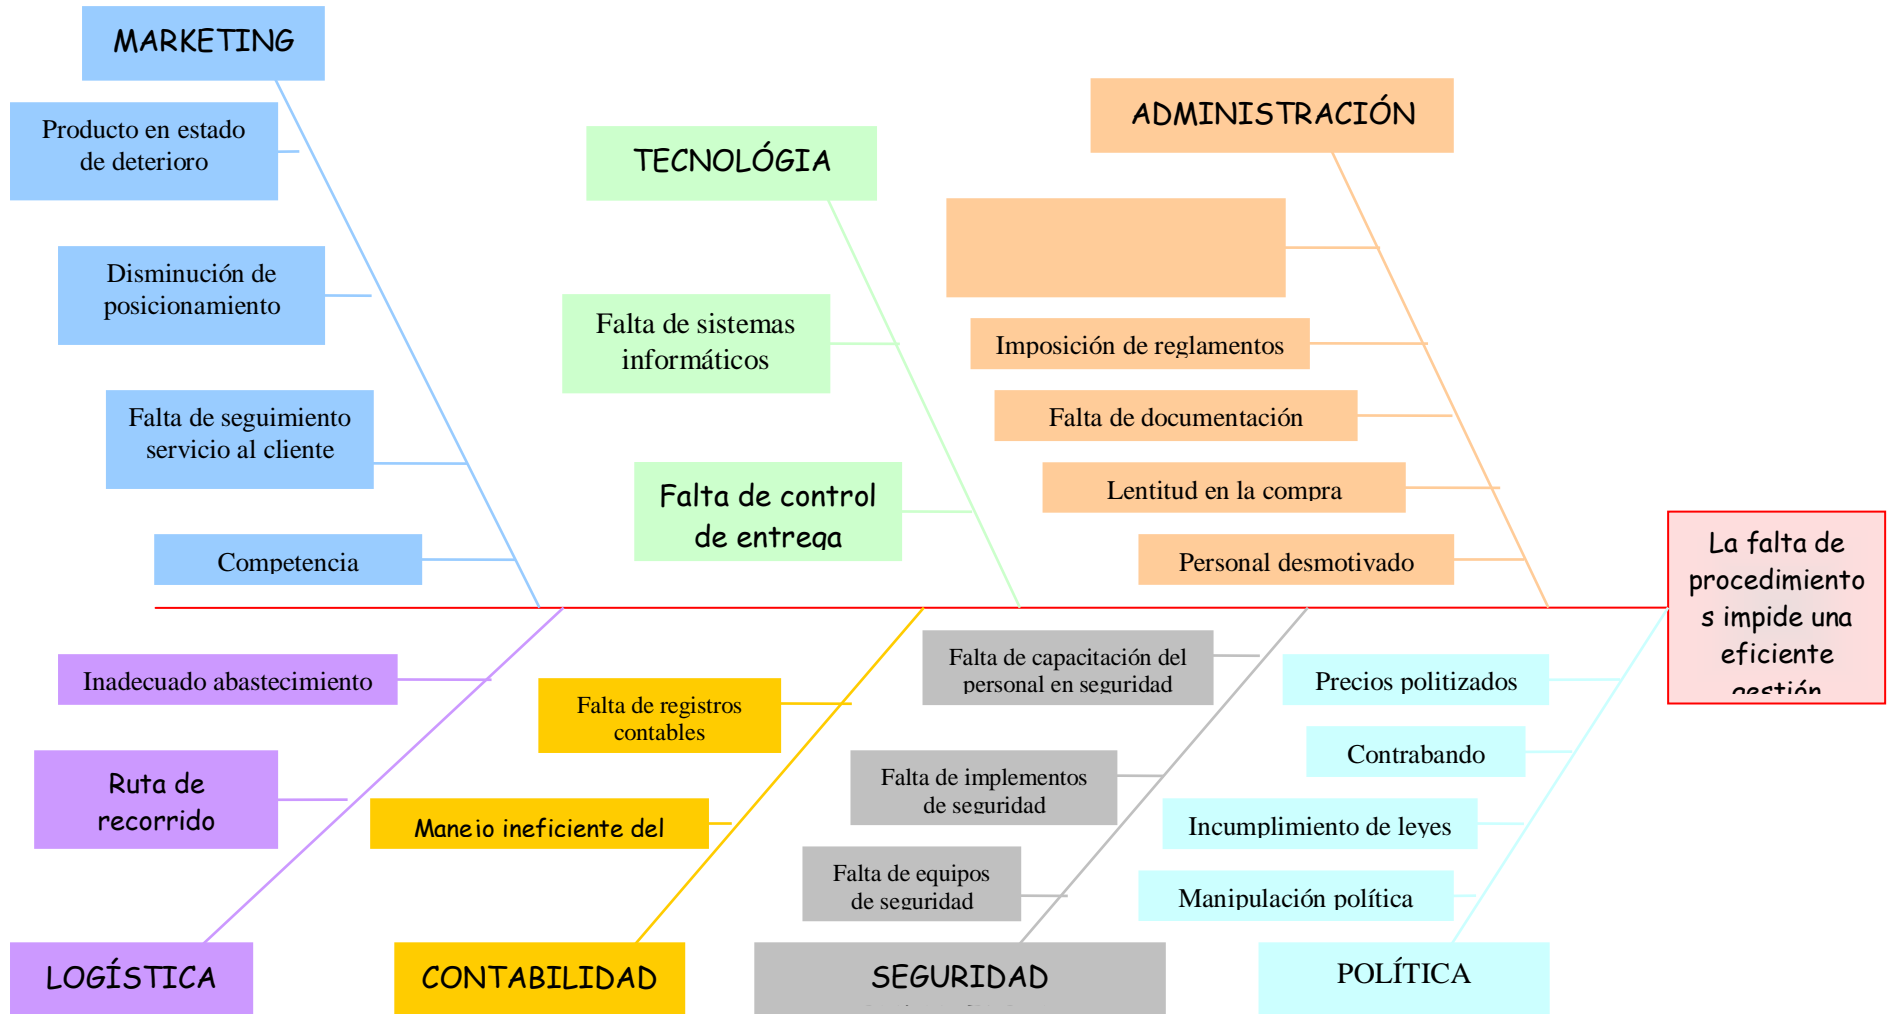 MARKETING
Producto en estado
de deterioro
Disminución de
posicionamiento
Falta de seguimiento
servicio al cliente
Competencia
TECNOLÓGIA
Falta de sistemas
informáticos
Falta de control
de entrega
ADMINISTRACIÓN
Imposición de reglamentos
Falta de documentación
Lentitud en la compra
Personal desmotivado
La falta de
procedimiento
s impide una
eficiente
gestión
Inadecuado abastecimiento
Ruta de
recorrido
LOGÍSTICA
Falta de registros
contables
Manejo ineficiente del
CONTABILIDAD
Falta de capacitación del
personal en seguridad
Falta de implementos
de seguridad
Falta de equipos
de seguridad
SEGURIDAD
Precios politizados
Contrabando
Incumplimiento de leyes
Manipulación política
POLÍTICA